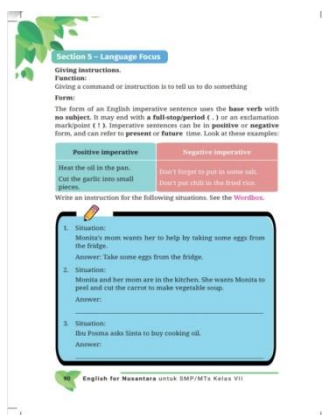 Section 5 – Language Focus
Giving instructions.
Function:
Giving a command or instruction is to tell us to do something
Form:
The form of an English imperative sentence uses the base verb with
no subject. It may end with a full-stop/period ( . ) or an exclamation
mark/point ( ! ). Imperative sentences can be in positive or negative
form, and can refer to present or future time. Look at these examples:
Positive imperative
Negative imperative
Heat the oil in the pan.
Cut the garlic into small
pieces.
Don't forget to put in some salt.
Don't put chili in the fried rice.
Write an instruction for the following situations. See the Wordbox.
1. Situation:
Monita's mom wants her to help by taking some eggs from
the fridge.
Answer: Take some eggs from the fridge.
2. Situation:
Monita and her mom are in the kitchen. She wants Monita to
peel and cut the carrot to make vegetable soup.
Answer:
3. Situation:
Ibu Posma asks Sinta to buy cooking oil.
Answer:
90 English for Nusantara untuk SMP/MTs Kelas VII